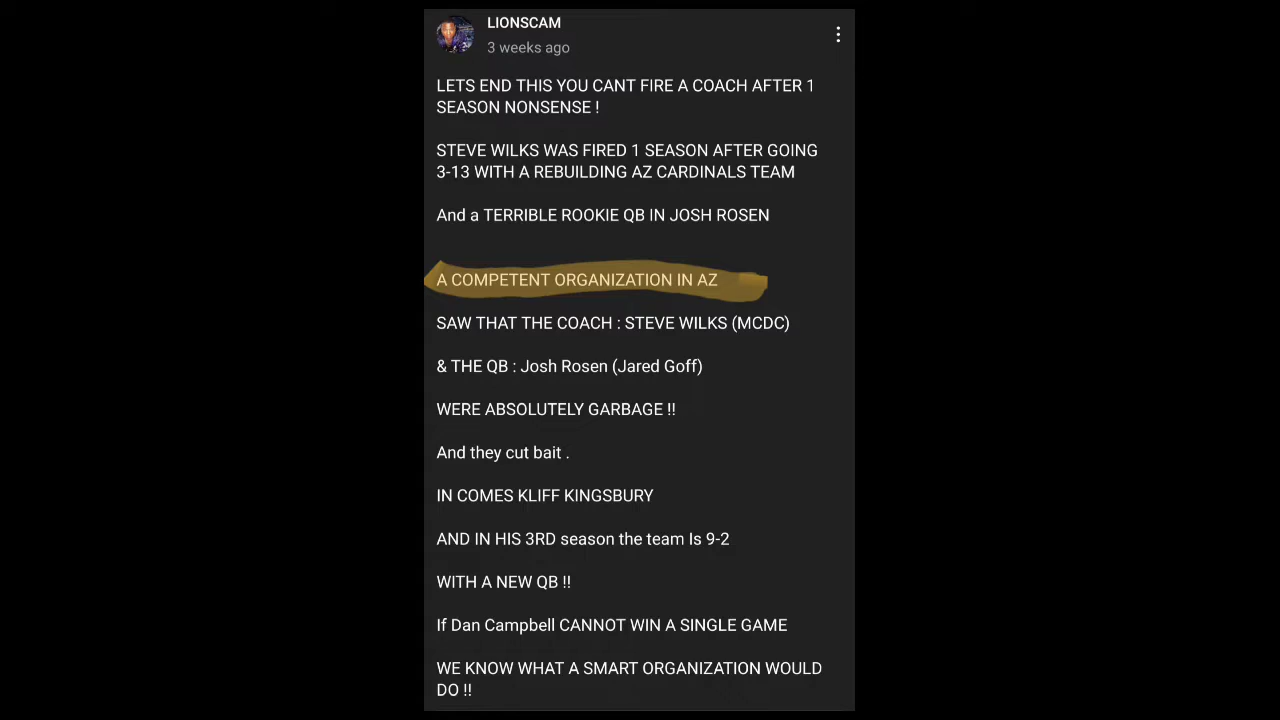 LIONSCAM
3 weeks ago
LETS END THIS YOU CANT FIRE A COACH AFTER 1
SEASON NONSENSE !
STEVE WILKS WAS FIRED 1 SEASON AFTER GOING
3-13 WITH A REBUILDING AZ CARDINALS TEAM
And a TERRIBLE ROOKIE QB IN JOSH ROSEN
A COMPETENT ORGANIZATION IN AZ
SAW THAT THE COACH : STEVE WILKS (MCDC)
& THE QB : Josh Rosen (Jared Goff)
WERE ABSOLUTELY GARBAGE !!
And they cut bait .
IN COMES KLIFF KINGSBURY
AND IN HIS 3RD season the team Is 9-2
WITH A NEW QB !!
If Dan Campbell CANNOT WIN A SINGLE GAME
WE KNOW WHAT A SMART ORGANIZATION WOULD
DO !!